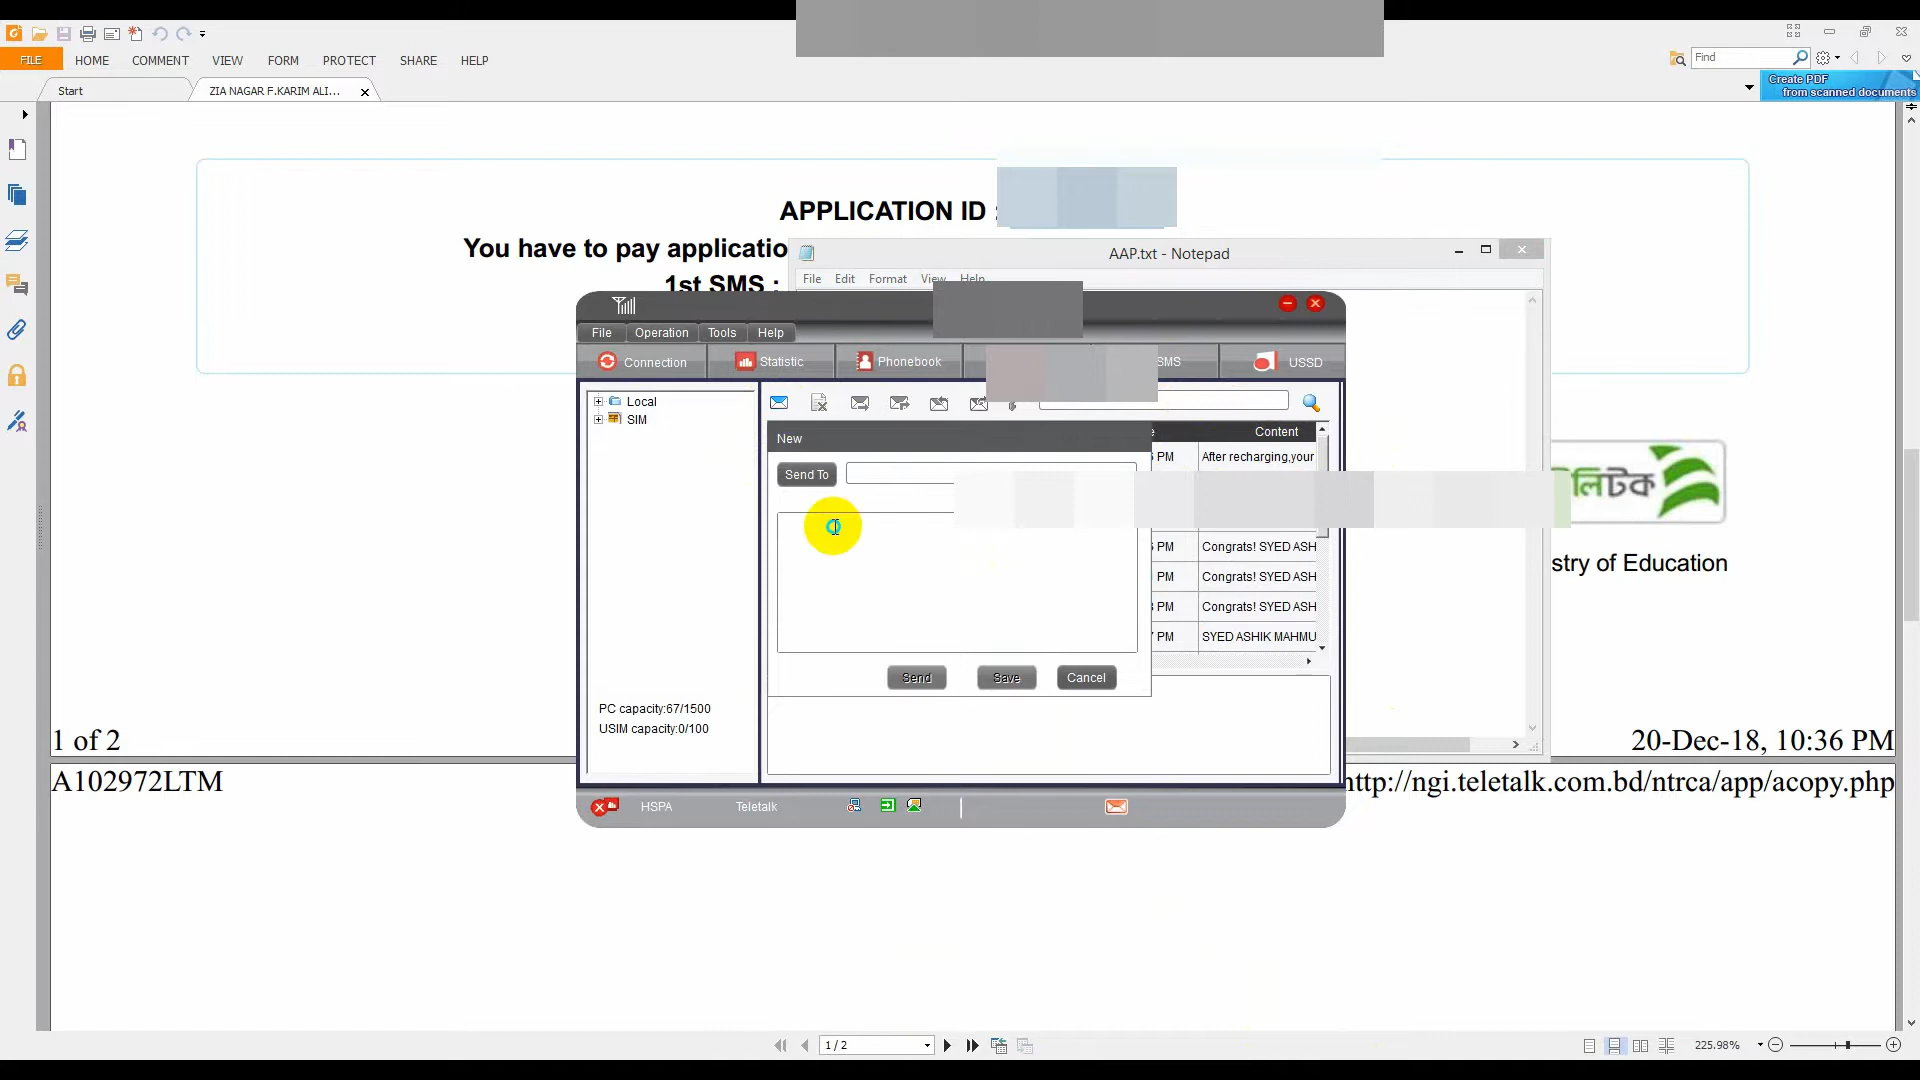 FILE HOME COMMENT VIEW FORM PROTECT SHARE HELP
Find
Create PDF
from scanned documents
Start
ZIA NAGAR F.KARIM ALI...
APPLICATION ID :
You have to pay applicatio
1st SMS :
AAP.txt - Notepad
File Edit Format View Help
File Operation Tools Help
Connection Statistic Phonebook SMS USSD
Local
SIM
New
Content
Send To
PM After recharging,your
PM Congrats! SYED ASH
PM Congrats! SYED ASH
PM Congrats! SYED ASH
PM SYED ASHIK MAHMU
Send Save Cancel
PC capacity:67/1500
USIM capacity:0/100
HSPA Teletalk
লিটক
stry of Education
1 of 2
20-Dec-18, 10:36 PM
A102972LTM
http://ngi.teletalk.com.bd/ntrca/app/acopy.php
1 / 2
225.98%